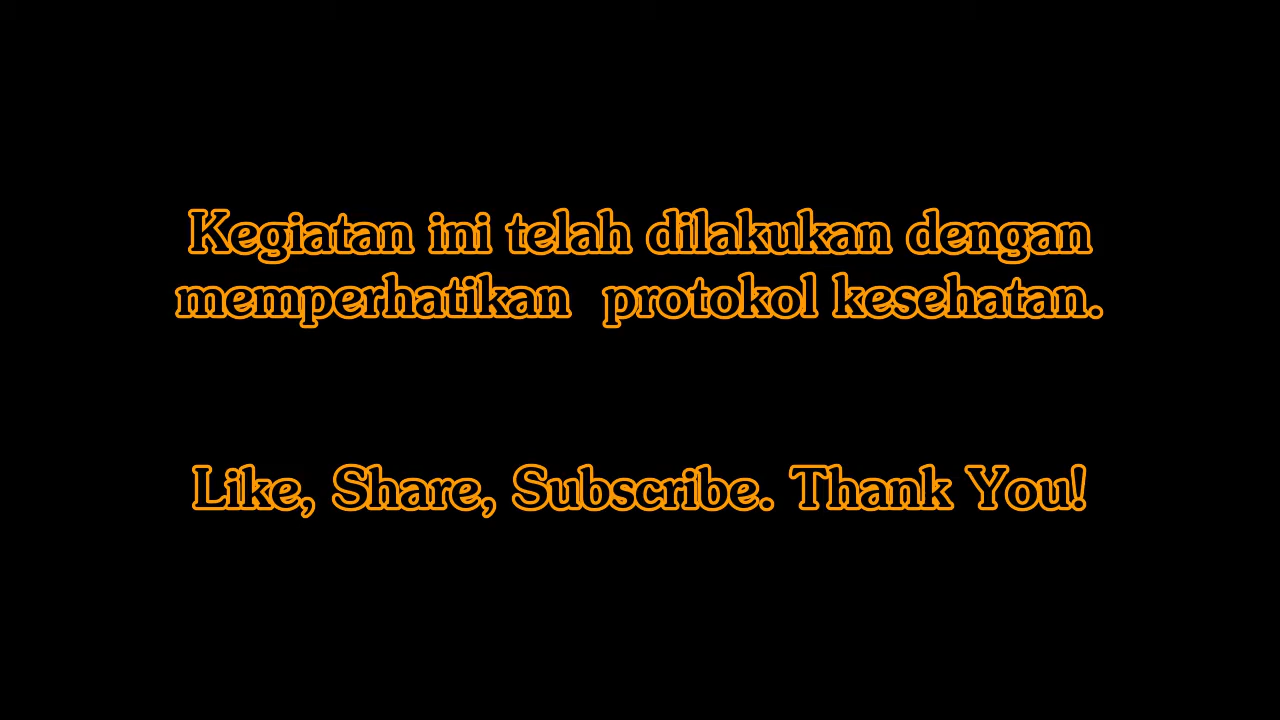 Kegiatan ini telah dilakukan dengan
memperhatikan  protokol kesehatan.
Like, Share, Subscribe. Thank You!